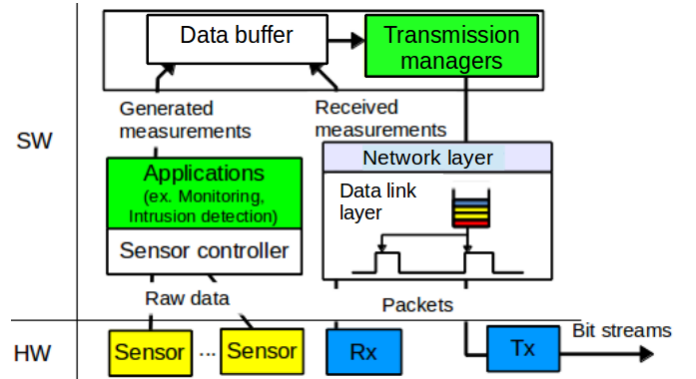 Data buffer
Transmission
managers
Generated
measurements
Received
measurements
SW
Applications
(ex. Monitoring,
Intrusion detection)
Sensor controller
Network layer
Data link
layer
Raw data
Packets
HW
Sensor
...
Sensor
Rx
Tx
Bit streams